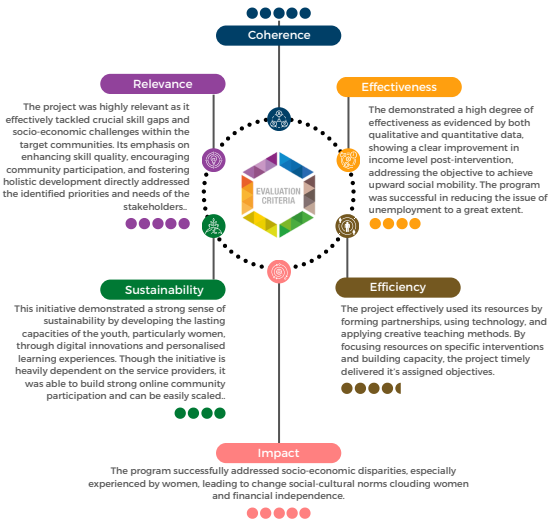 Coherence
Relevance
The project was highly relevant as it
effectively tackled crucial skill gaps and
socio-economic challenges within the
target communities. Its emphasis on
enhancing skill quality, encouraging
community participation, and fostering
holistic development directly addressed
the identified priorities and needs of the
stakeholders..
Effectiveness
The demonstrated a high degree of
effectiveness as evidenced by both
qualitative and quantitative data,
showing a clear improvement in
income level post-intervention,
addressing the objective to achieve
upward social mobility. The program
was successful in reducing the issue of
unemployment to a great extent.
EVALUATION
CRITERIA
Sustainability
This initiative demonstrated a strong sense of
sustainability by developing the lasting
capacities of the youth, particularly women,
through digital innovations and personalised
learning experiences. Though the initiative is
heavily dependent on the service providers, it
was able to build strong online community
participation and can be easily scaled..
Efficiency
The project effectively used its resources by
forming partnerships, using technology, and
applying creative teaching methods. By
focusing resources on specific interventions
and building capacity, the project timely
delivered it's assigned objectives.
Impact
The program successfully addressed socio-economic disparities, especially
experienced by women, leading to change social-cultural norms clouding women
and financial independence.